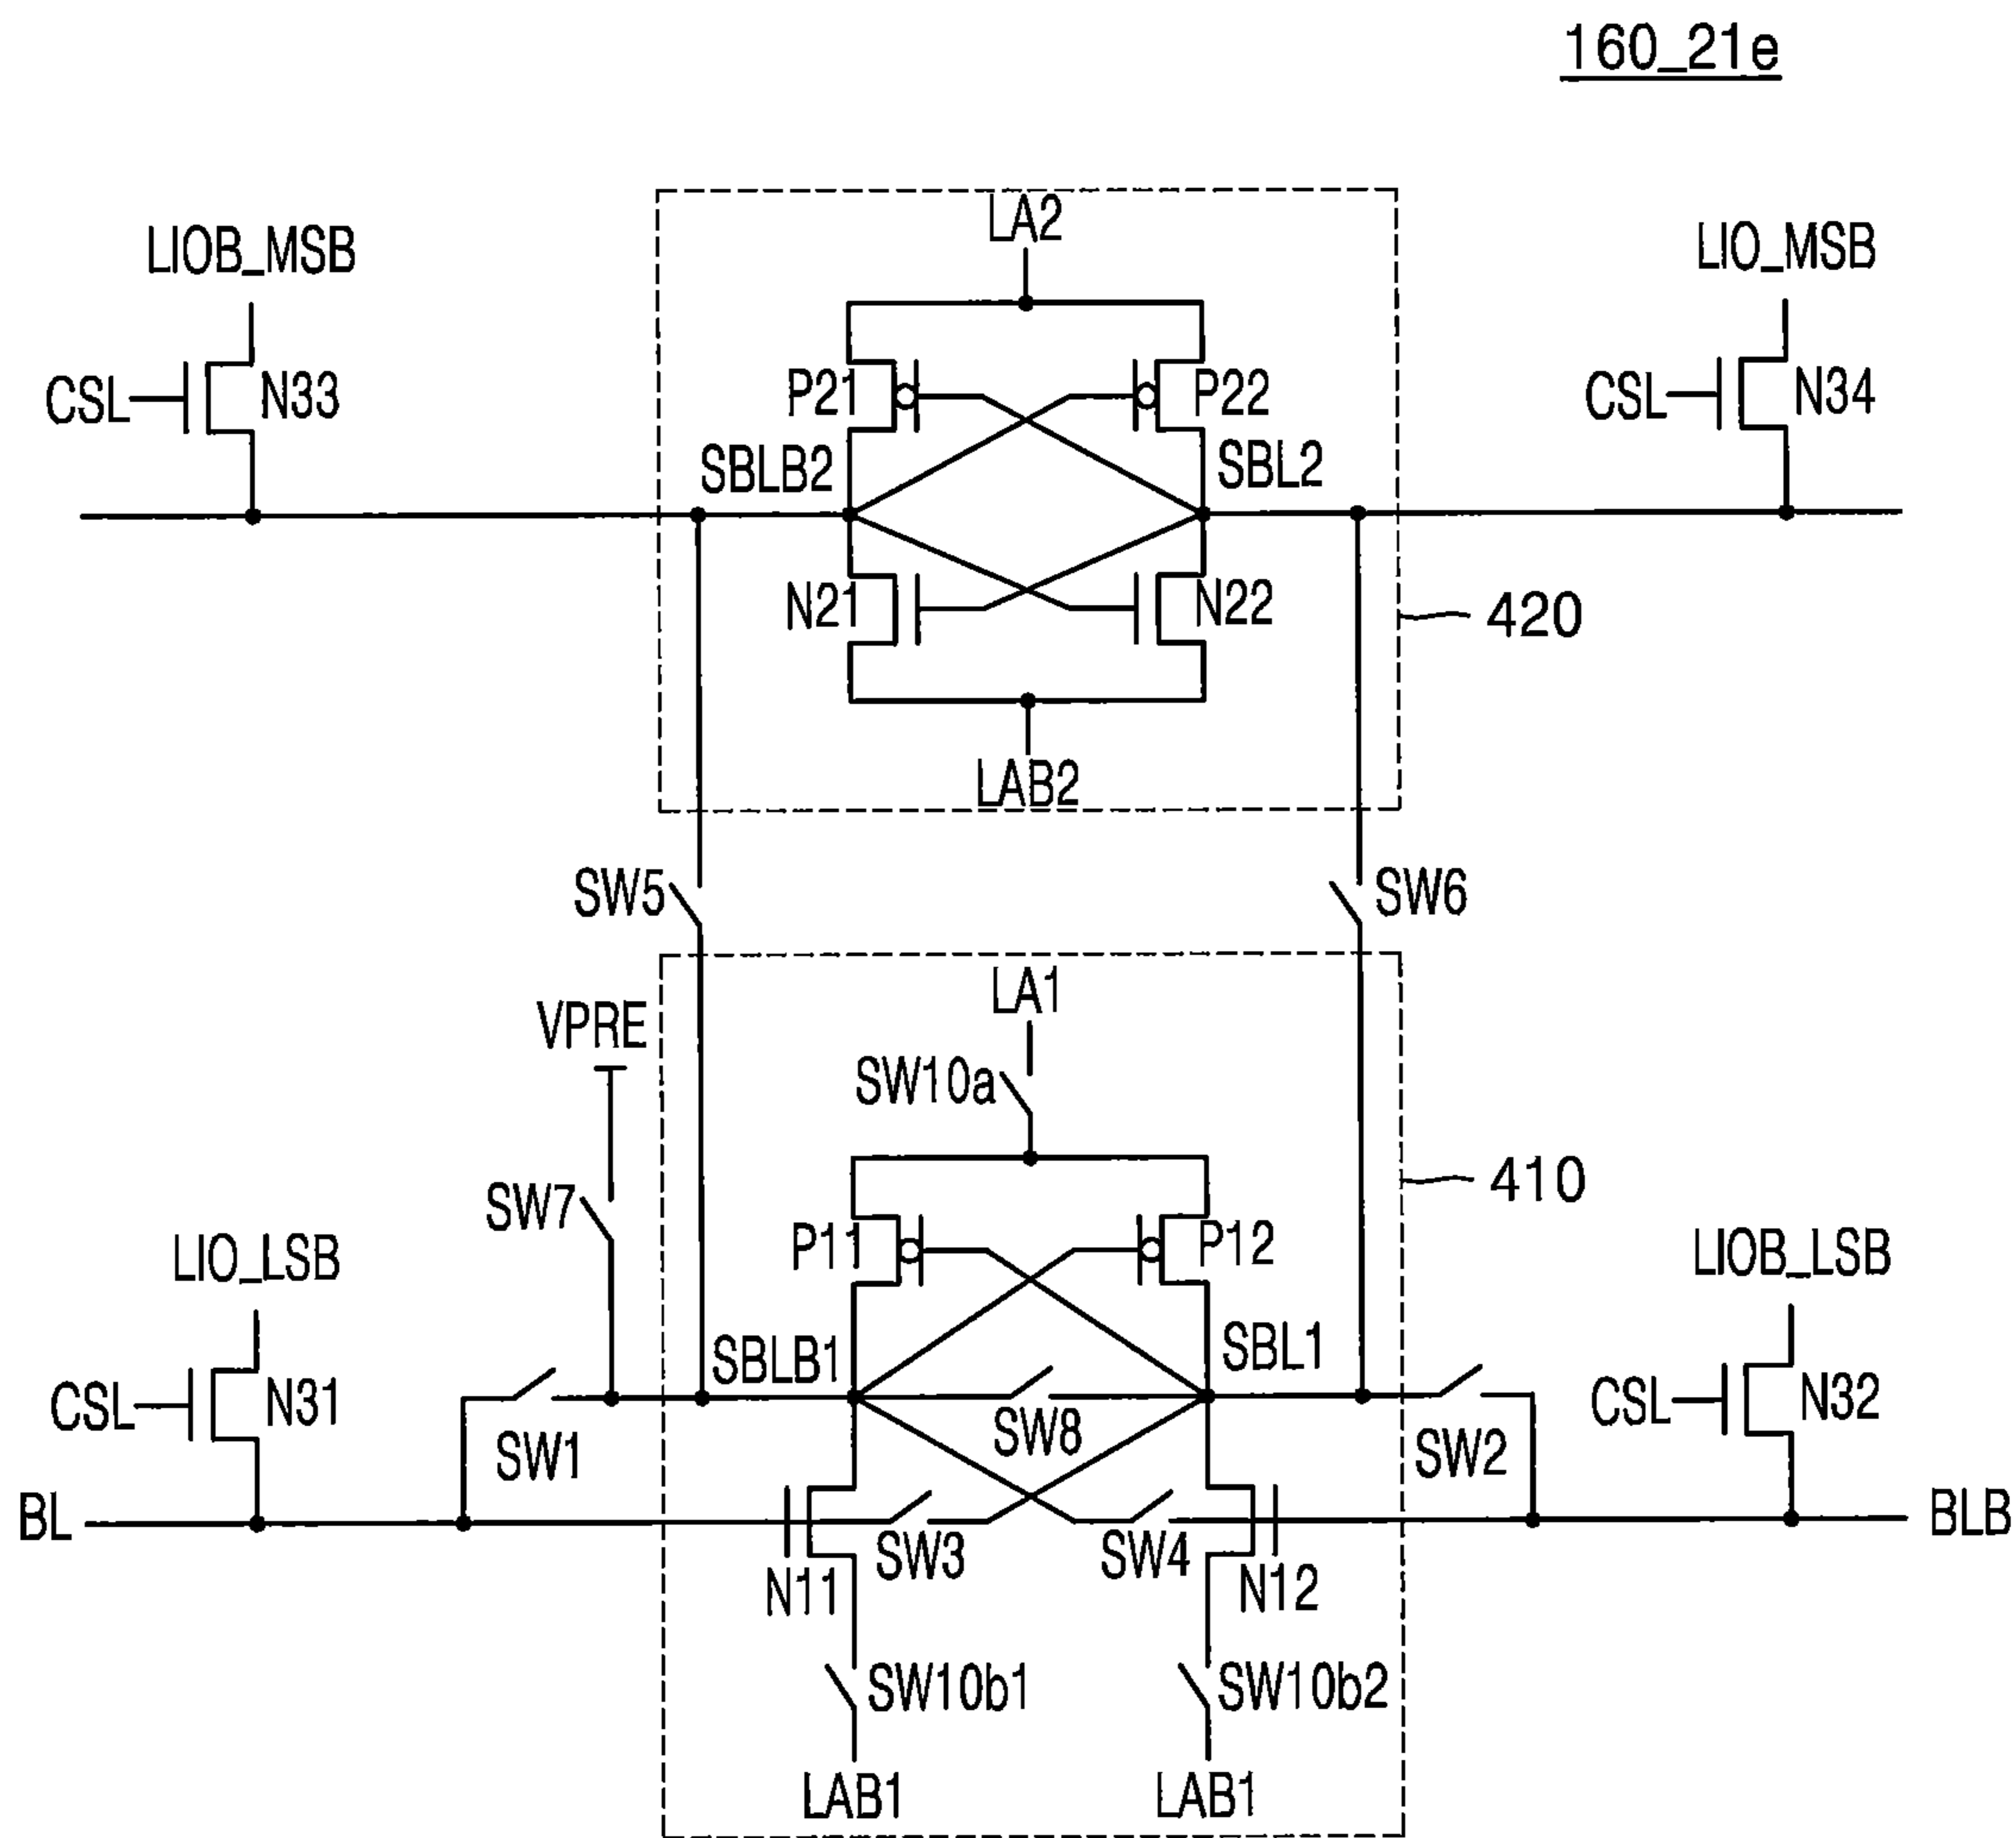 160_21e
LA2
LIOB_MSB
LIO_MSB
P21
P22
CSL
N33
CSL
N34
SBLB2
SBL2
N21
N22
420
LAB2
SW5
SW6
LA1
VPRE
SW10a
410
SW7
P11
P12
LIO_LSB
LIOB_LSB
SBLB1
SBL1
CSL
N31
CSL
N32
SW8
SW1
SW2
BL
BLB
SW3
SW4
N11
N12
SW10b1
SW10b2
LAB1
LAB1